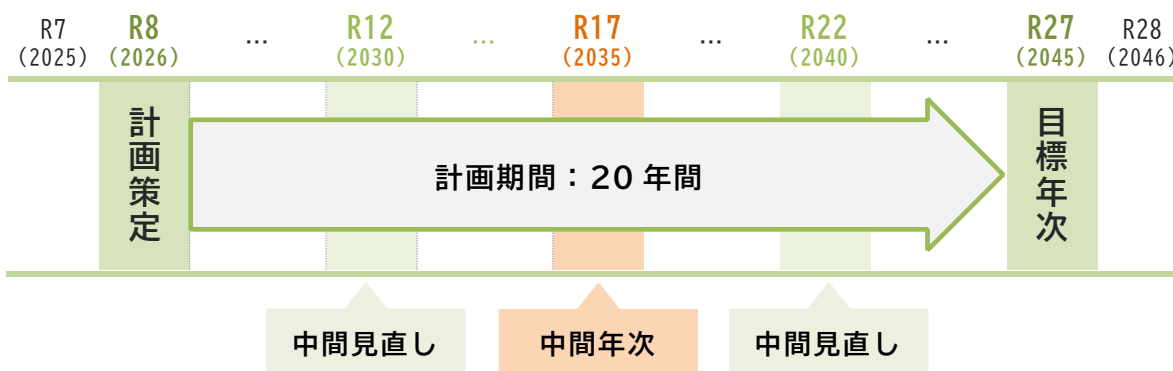 R7 R8 … R12 … R17 … R22 … R27 R28
(2025) (2026) (2030) (2035) (2040) (2045) (2046)
計画策定
計画期間：20 年間
目標年次
中間見直し 中間年次 中間見直し